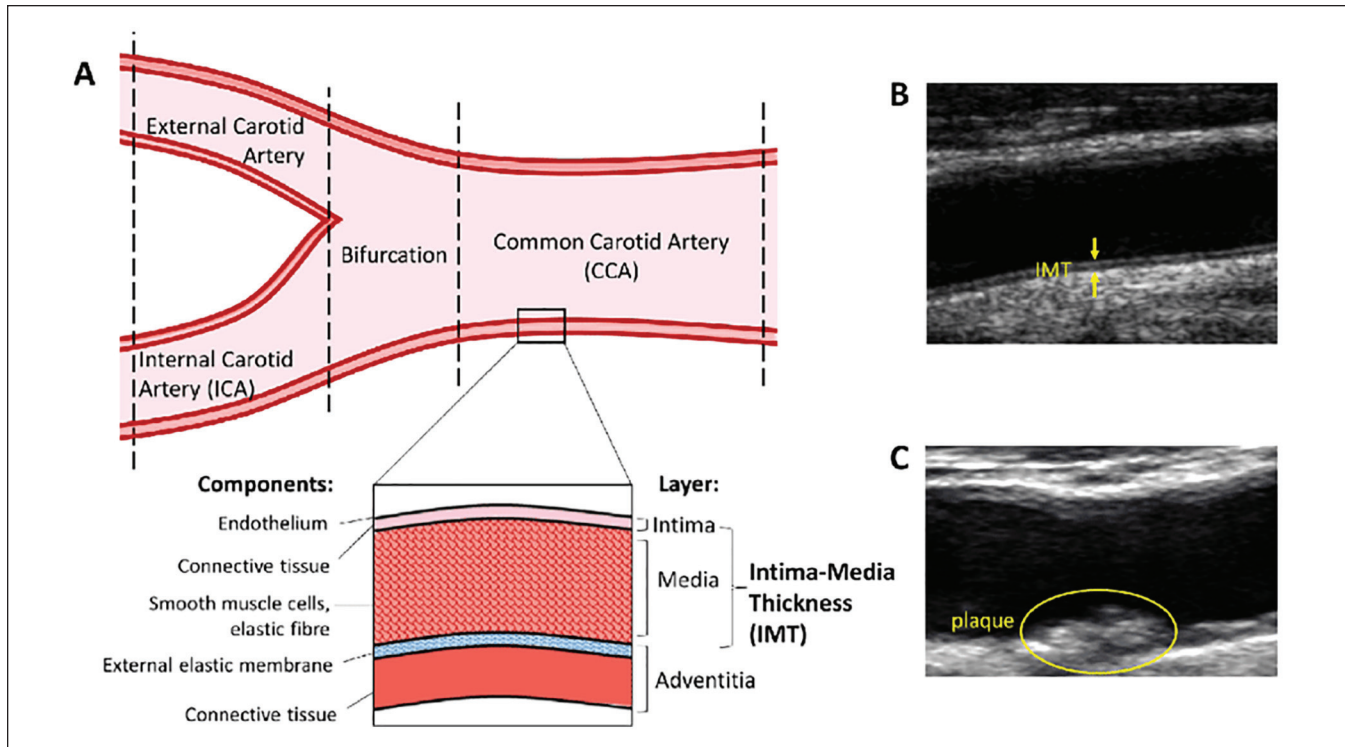 A
External Carotid
Artery
Bifurcation
Common Carotid Artery
(CCA)
Internal Carotid
Artery (ICA)
Components:
Endothelium
Connective tissue
Smooth muscle cells,
elastic fibre
External elastic membrane
Connective tissue
Layer:
Intima
Media
Adventitia
Intima-Media
Thickness
(IMT)
B
IMT
C
plaque